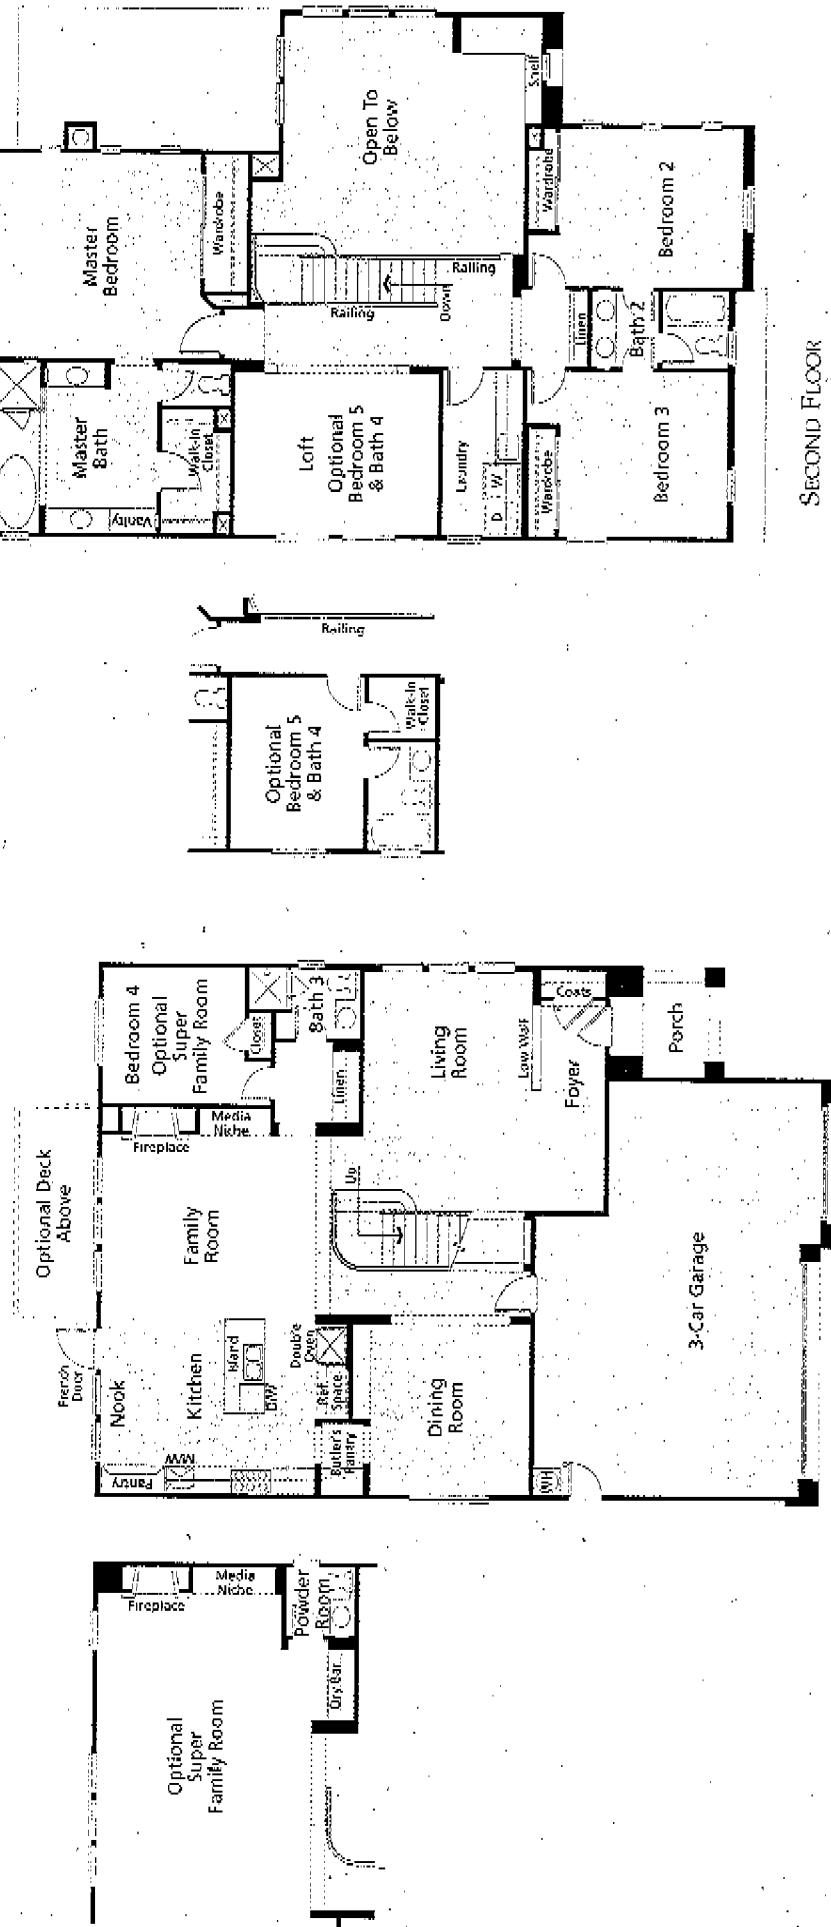 Master
Bedroom
Wardrobe
Open To
Below
Shelf
Wardrobe
Bedroom 2
Railing
Railing
Down
Linen
Bath 2
Master
Bath
Vanity
Walk-In
Closet
Loft
Optional
Bedroom 5
& Bath 4
Laundry
D
W
Wardrobe
Bedroom 3
SECOND FLOOR
Railing
Optional
Bedroom 5
& Bath 4
Walk-In
Closet
Bedroom 4
Optional
Super
Family Room
Closet
Bath 3
Linen
Living
Room
Low Wall
Coats
Foyer
Porch
Optional Deck
Above
Fireplace
Media
Niche
Family
Room
Up
3-Car Garage
French
Door
Nook
Kitchen
Island
D/W
Double
Oven
Ref.
Space
Butler's
Pantry
Dining
Room
Pantry
M/W
WH
Fireplace
Media
Niche
Powder
Room
Dry Bar
Optional
Super
Family Room